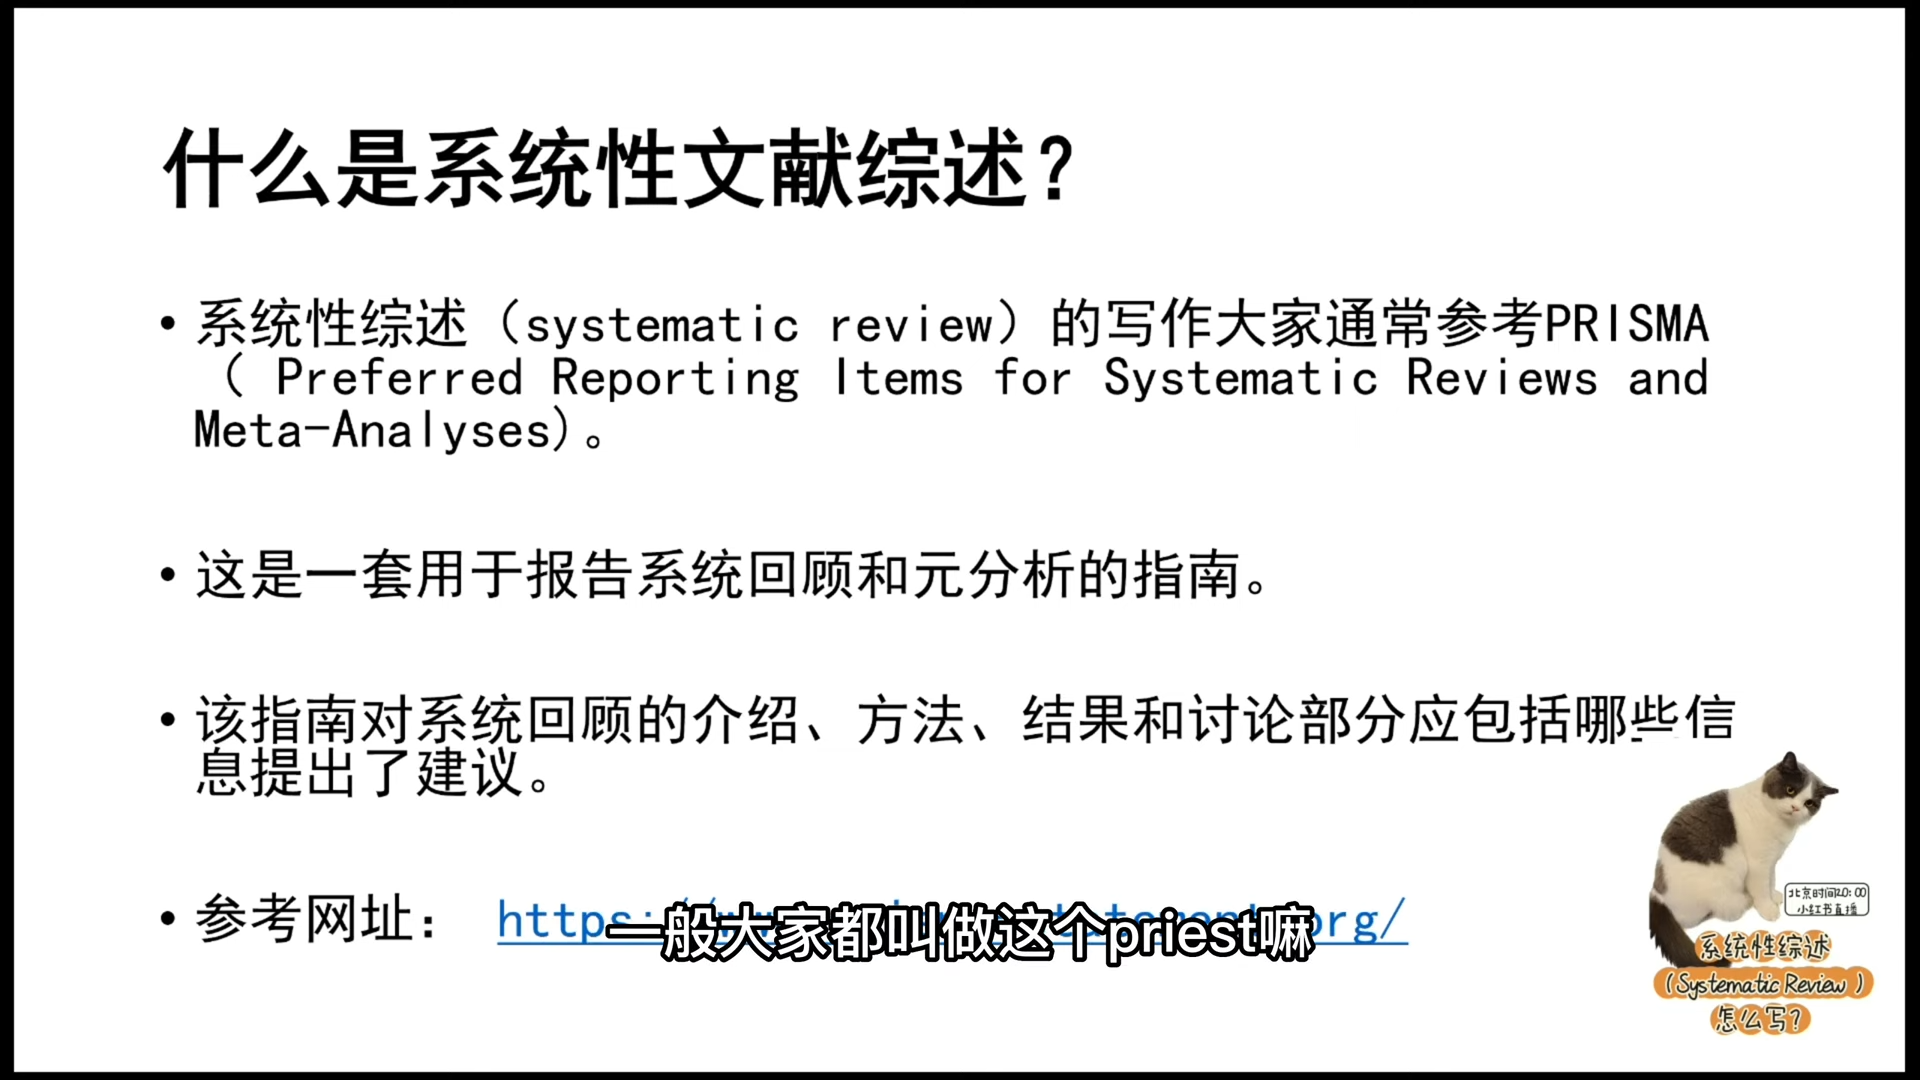 什么是系统性文献综述？
• 系统性综述（systematic review）的写作大家通常参考PRISMA
（ Preferred Reporting Items for Systematic Reviews and
Meta-Analyses)。
• 这是一套用于报告系统回顾和元分析的指南。
• 该指南对系统回顾的介绍、方法、结果和讨论部分应包括哪些信
息提出了建议。
• 参考网址： https://www. org/
一般大家都叫做这个priest嘛
北京时间20:00
小红书直播
系统性综述
（Systematic Review ）
怎么写？